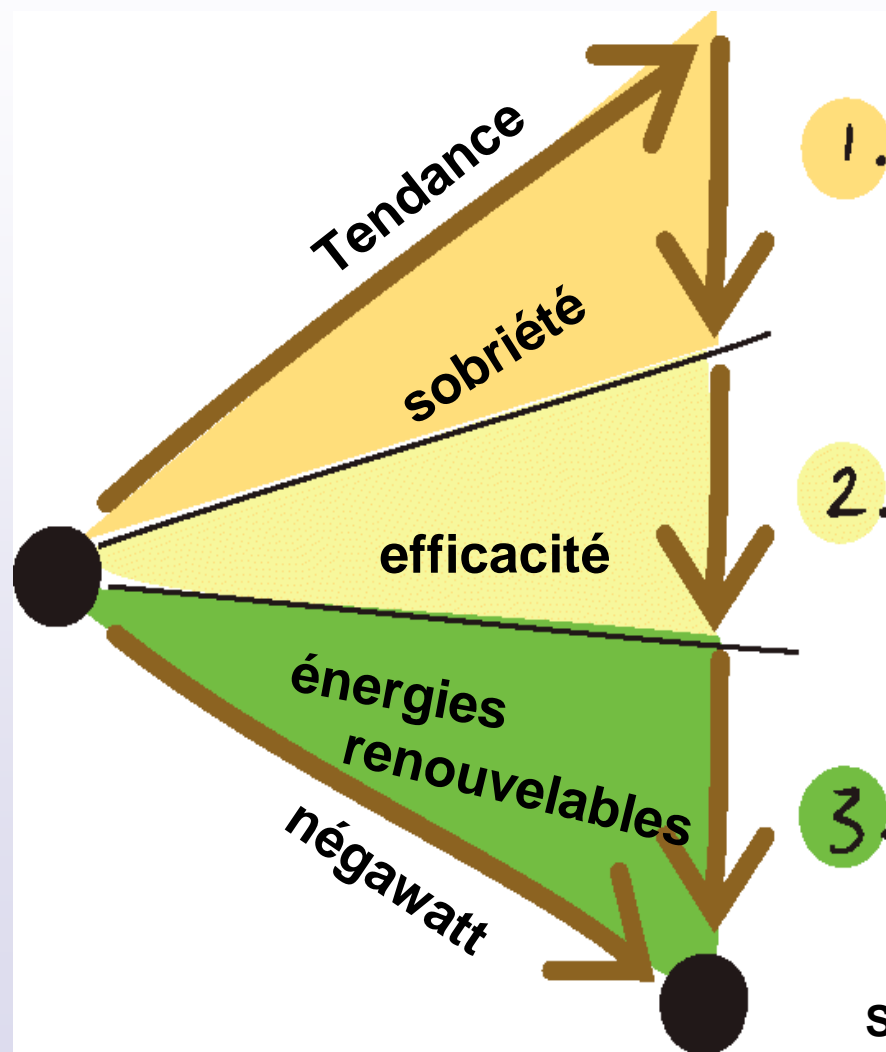 Tendance
1.
sobriété
2.
efficacité
énergies
renouvelables
3.
négawatt
s